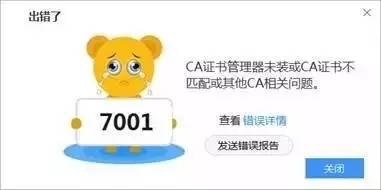 出错了
CA证书管理器未装或CA证书不
匹配或其他CA相关问题。
7001
查看 错误详情
发送错误报告
关闭